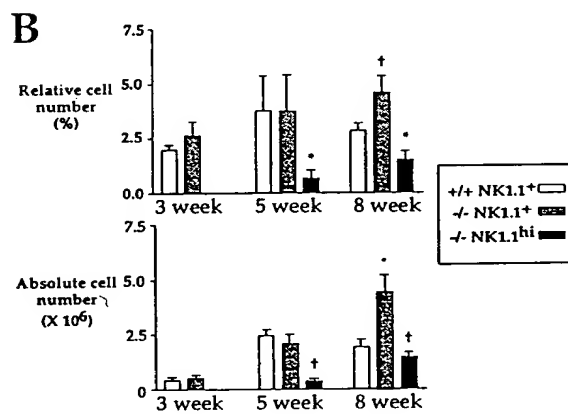 B
7.5
5.0
2.5
0.0
Relative cell
number
(%)
†
*
*
3 week
5 week
8 week
7.5
5.0
2.5
0
Absolute cell
number
(X 10⁶)
*
†
†
3 week
5 week
8 week
+/+ NK1.1⁺
-/- NK1.1⁺
-/- NK1.1ʰⁱ